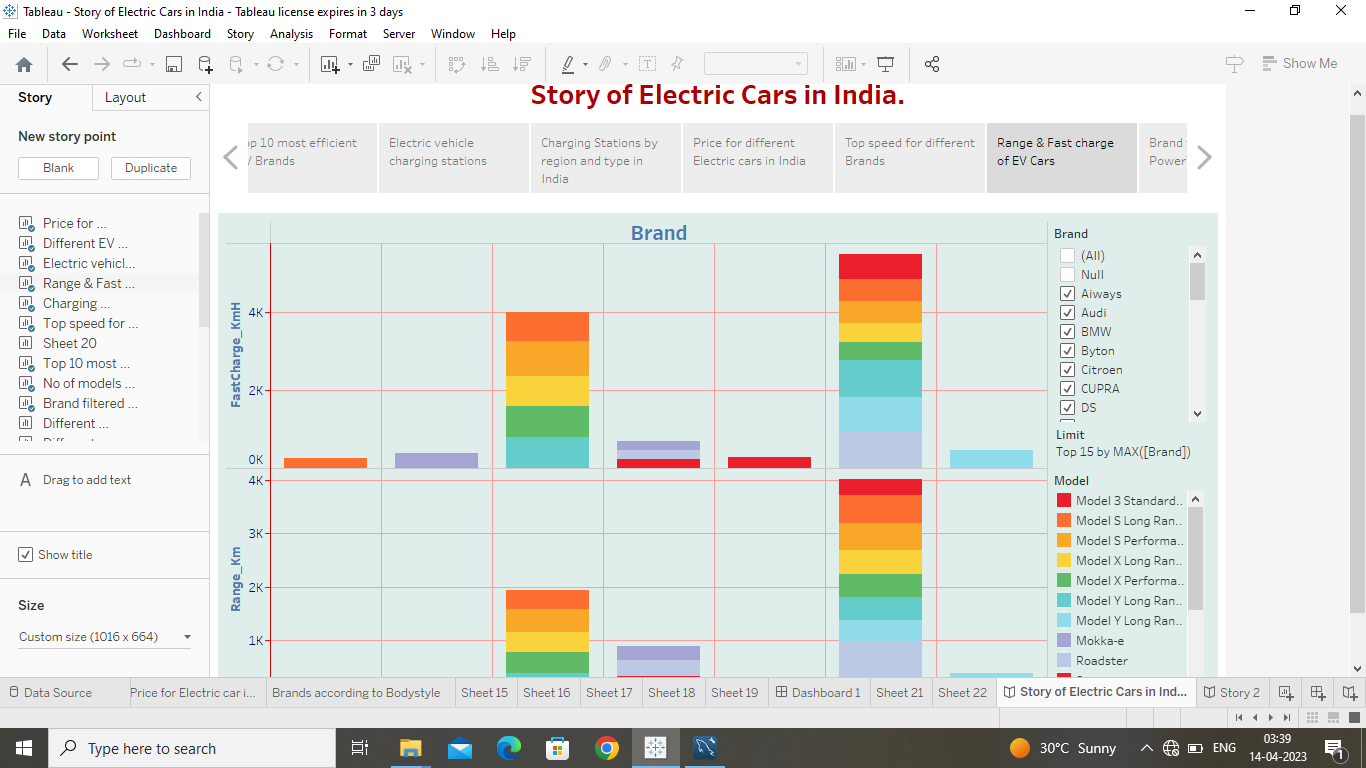 Tableau - Story of Electric Cars in India - Tableau license expires in 3 days
File Data Worksheet Dashboard Story Analysis Format Server Window Help
Show Me
Story Layout
New story point
Blank Duplicate
Price for ...
Different EV ...
Electric vehicl...
Range & Fast ...
Charging ...
Top speed for ...
Sheet 20
Top 10 most ...
No of models ...
Brand filtered ...
Different ...
A Drag to add text
Show title
Size
Custom size (1016 x 664)
Story of Electric Cars in India.
op 10 most efficient
/ Brands
Electric vehicle
charging stations
Charging Stations by
region and type in
India
Price for different
Electric cars in India
Top speed for different
Brands
Range & Fast charge
of EV Cars
Brand
Power
Brand
FastCharge_KmH
4K
2K
0K
Range_Km
4K
3K
2K
1K
Brand
(All)
Null
Aiways
Audi
BMW
Byton
Citroen
CUPRA
DS
Limit
Top 15 by MAX([Brand])
Model
Model 3 Standard..
Model S Long Ran..
Model S Performa..
Model X Long Ran..
Model X Performa..
Model Y Long Ran..
Model Y Long Ran..
Mokka-e
Roadster
Data Source Price for Electric car i... Brands according to Bodystyle Sheet 15 Sheet 16 Sheet 17 Sheet 18 Sheet 19 Dashboard 1 Sheet 21 Sheet 22 Story of Electric Cars in Ind... Story 2
Type here to search
30°C Sunny
ENG
03:39
14-04-2023
1